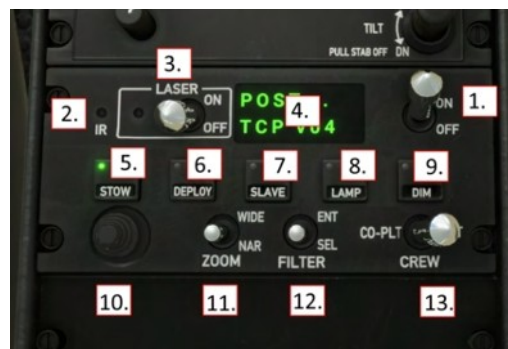 TILT
PULL STAB OFF DN
3.
LASER
1.
2.
ON
POST
4.
ON
IR
OFF
TCP V04
OFF
5.
6.
7.
8.
9.
STOW
DEPLOY
SLAVE
LAMP
DIM
WIDE
ENT
CO-PLT
NAR
SEL
ZOOM
FILTER
CREW
10.
11.
12.
13.